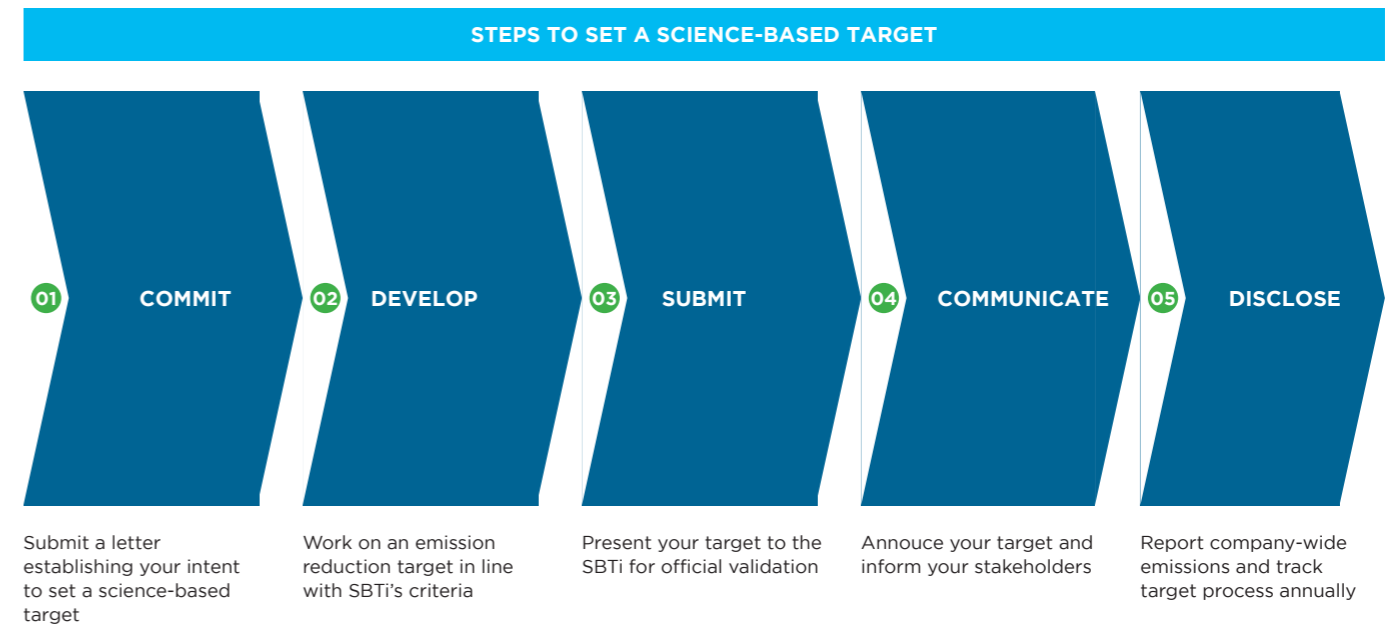 STEPS TO SET A SCIENCE-BASED TARGET
01 COMMIT
02 DEVELOP
03 SUBMIT
04 COMMUNICATE
05 DISCLOSE
Submit a letter
establishing your intent
to set a science-based
target
Work on an emission
reduction target in line
with SBTi's criteria
Present your target to the
SBTi for official validation
Annouce your target and
inform your stakeholders
Report company-wide
emissions and track
target process annually